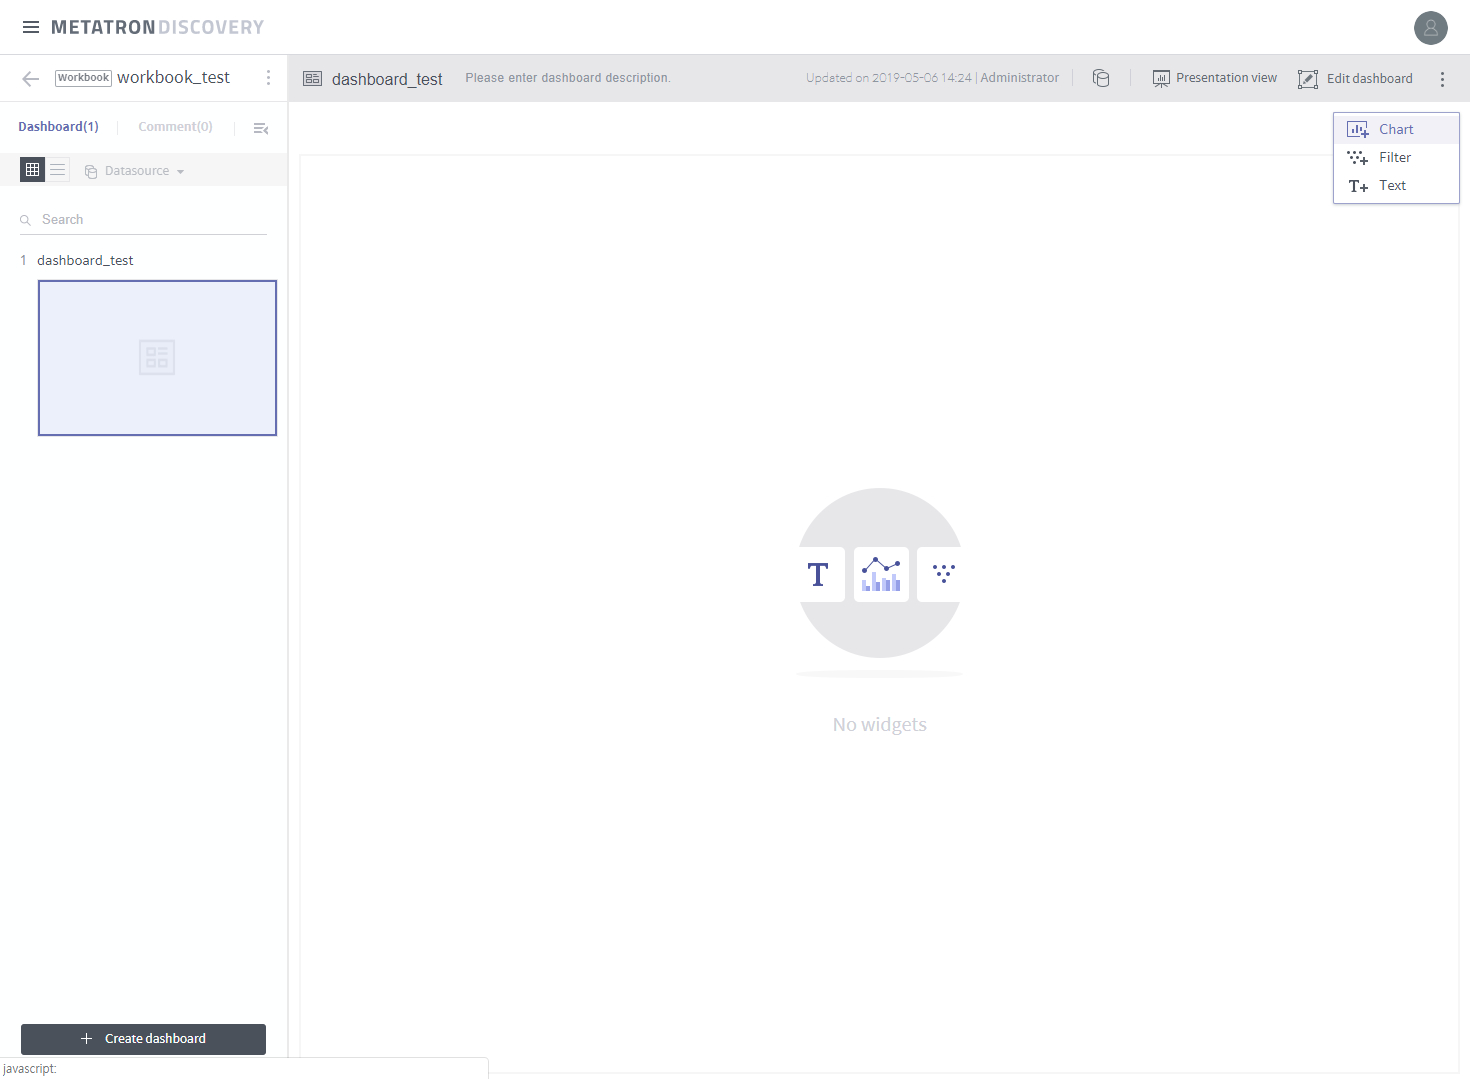 METATRON DISCOVERY
Workbook workbook_test
dashboard_test Please enter dashboard description. Updated on 2019-05-06 14:24 | Administrator Presentation view Edit dashboard
Dashboard(1) Comment(0)
Chart
Filter
T+ Text
Datasource
Search
1 dashboard_test
T
No widgets
+ Create dashboard
javascript: